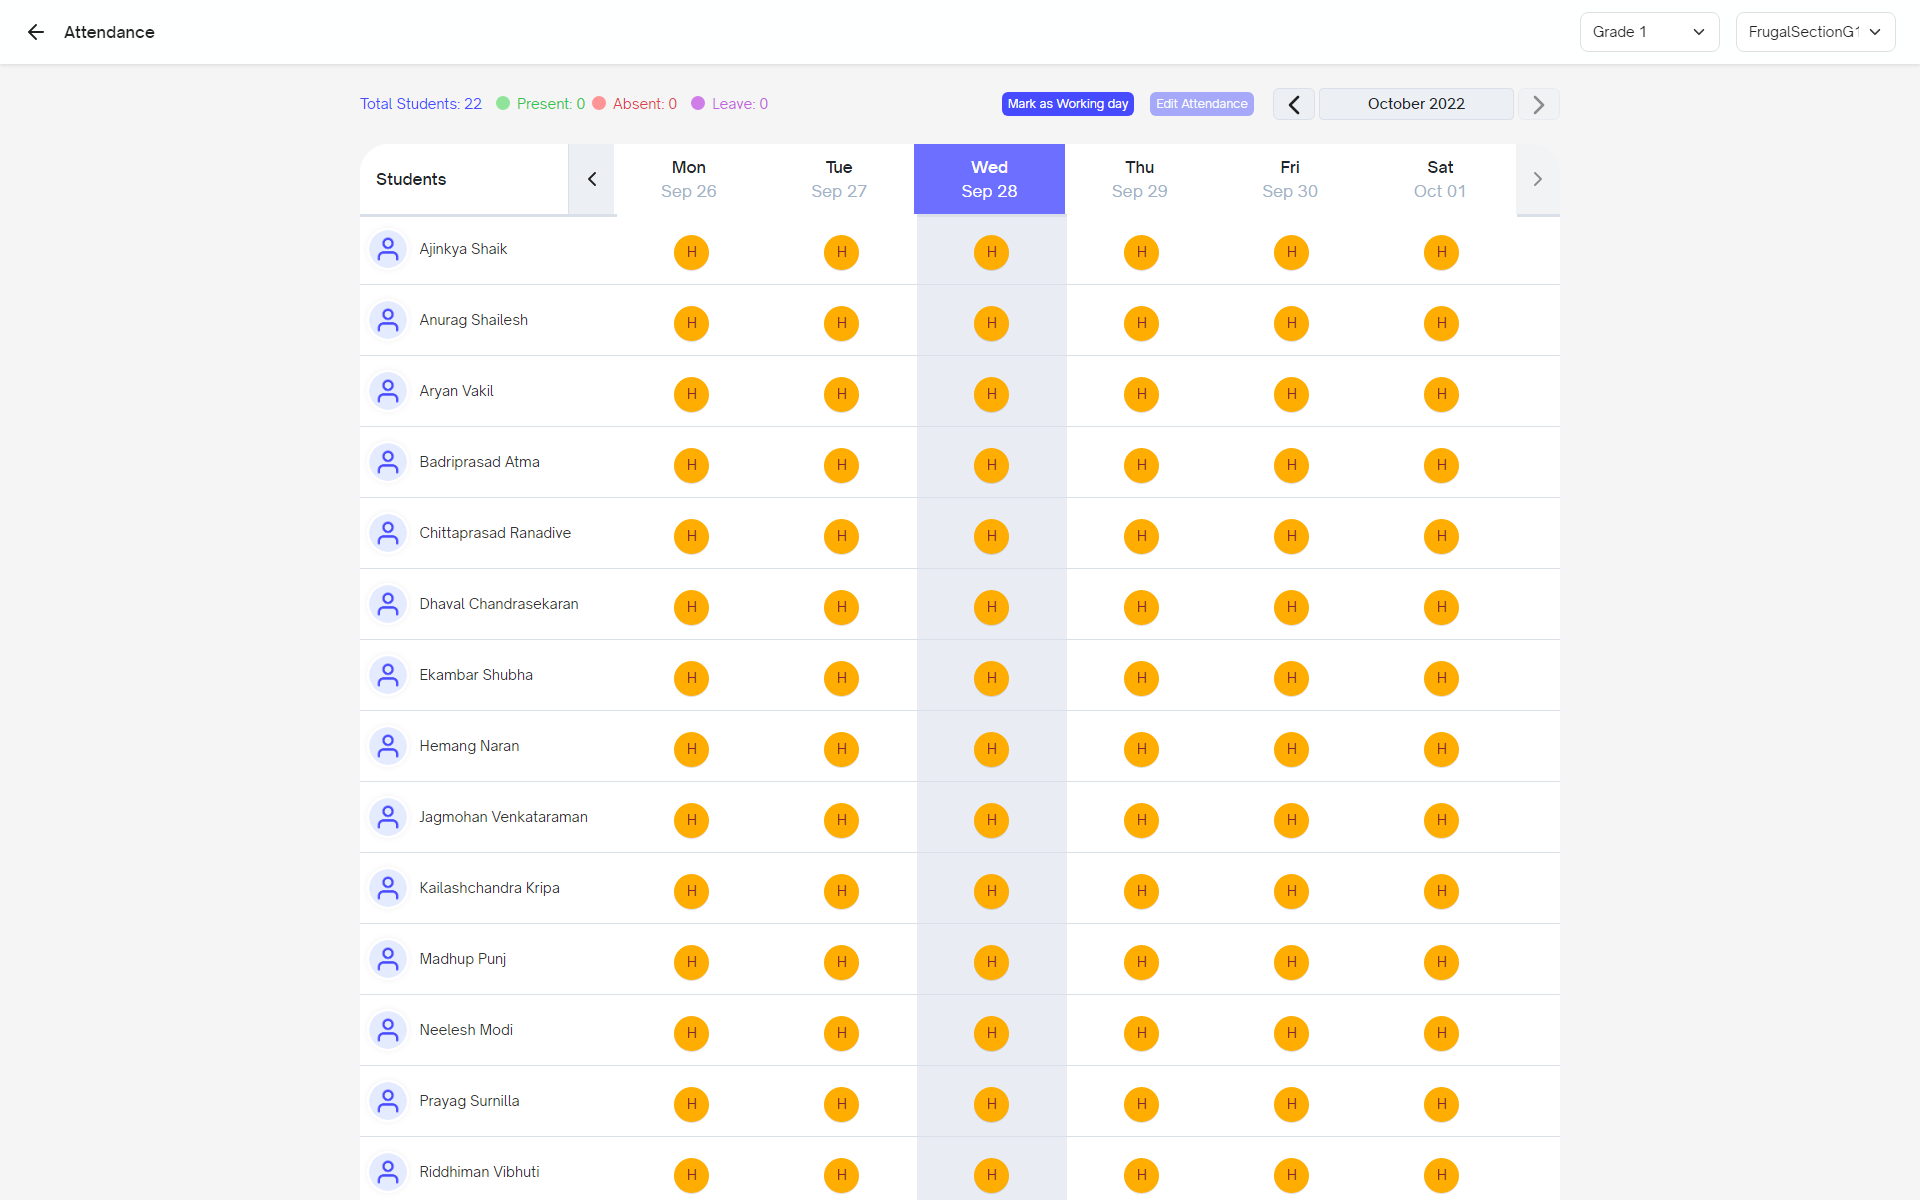 Attendance
Grade 1
FrugalSectionG1
Total Students: 22 Present: 0 Absent: 0 Leave: 0
Mark as Working day
Edit Attendance
October 2022
Students
Mon Tue Wed Thu Fri Sat
Sep 26 Sep 27 Sep 28 Sep 29 Sep 30 Oct 01
Ajinkya Shaik H H H H H H
Anurag Shailesh H H H H H H
Aryan Vakil H H H H H H
Badriprasad Atma H H H H H H
Chittaprasad Ranadive H H H H H H
Dhaval Chandrasekaran H H H H H H
Ekambar Shubha H H H H H H
Hemang Naran H H H H H H
Jagmohan Venkataraman H H H H H H
Kailashchandra Kripa H H H H H H
Madhup Punj H H H H H H
Neelesh Modi H H H H H H
Prayag Surnilla H H H H H H
Riddhiman Vibhuti H H H H H H